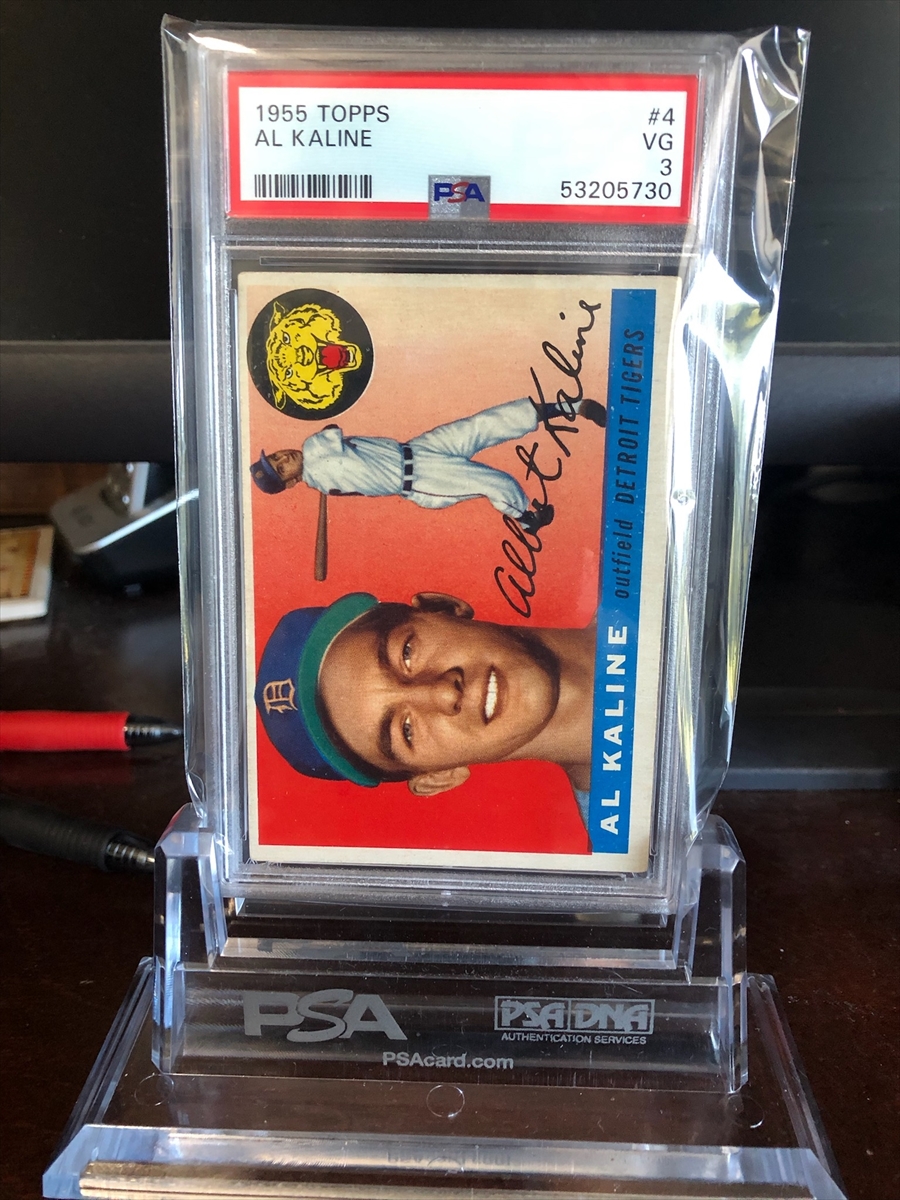 1955 TOPPS #4
AL KALINE VG
3
53205730
PSA
D
Albert Kaline
AL KALINE outfield DETROIT TIGERS
PSA PSA DNA
AUTHENTICATION SERVICES
PSAcard.com